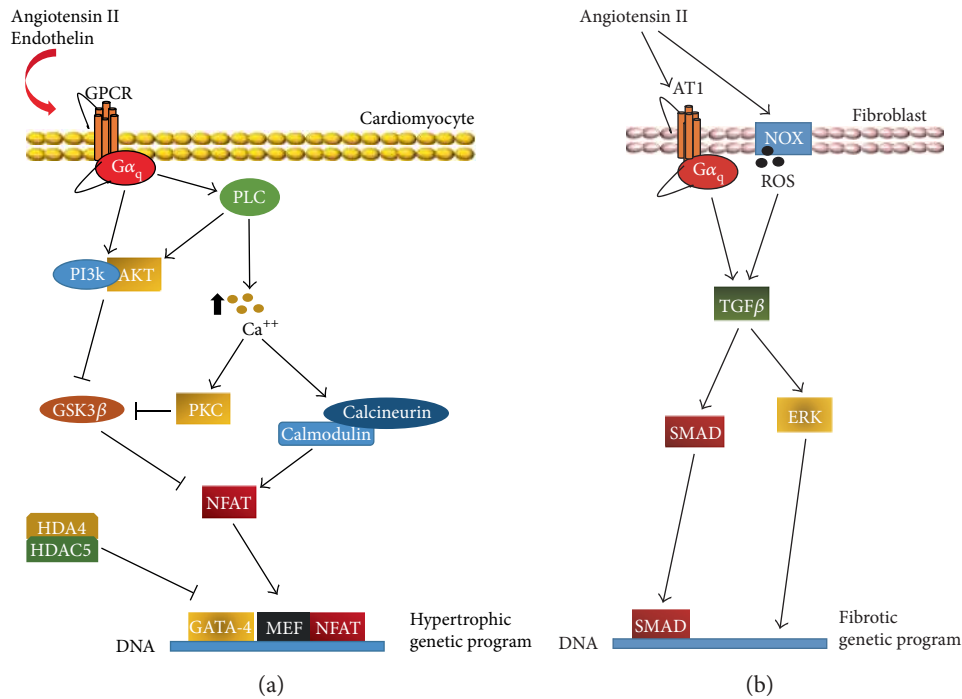 Angiotensin II
Endothelin
GPCR
Cardiomyocyte
Gαq
PLC
PI3k
AKT
Ca++
GSK3β
PKC
Calcineurin
Calmodulin
NFAT
HDA4
HDAC5
GATA-4
MEF
NFAT
DNA
Hypertrophic
genetic program
(a)
Angiotensin II
AT1
Fibroblast
NOX
Gαq
ROS
TGFβ
SMAD
ERK
SMAD
DNA
Fibrotic
genetic program
(b)